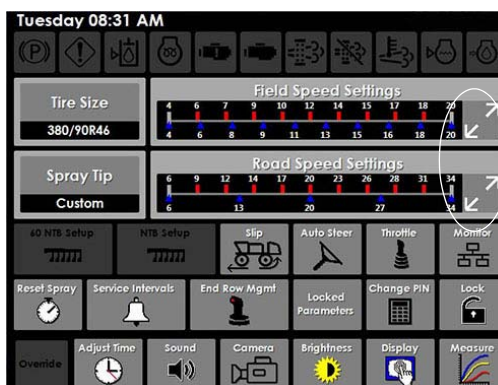 Tuesday 08:31 AM
Tire Size
380/90R46
Field Speed Settings
4 6 7 9 10 12 14 15 17 18 20
4 6 8 9 11 13 15 16 18 20
Spray Tip
Custom
Road Speed Settings
6 9 12 14 17 20 23 26 28 31 34
6 13 20 27 34
60 NTB Setup
NTB Setup
Slip
Auto Steer
Throttle
Monitor
Reset Spray
Service Intervals
End Row Mgmt
Locked
Parameters
Change PIN
Lock
Override
Adjust Time
Sound
Camera
Brightness
Display
Measure